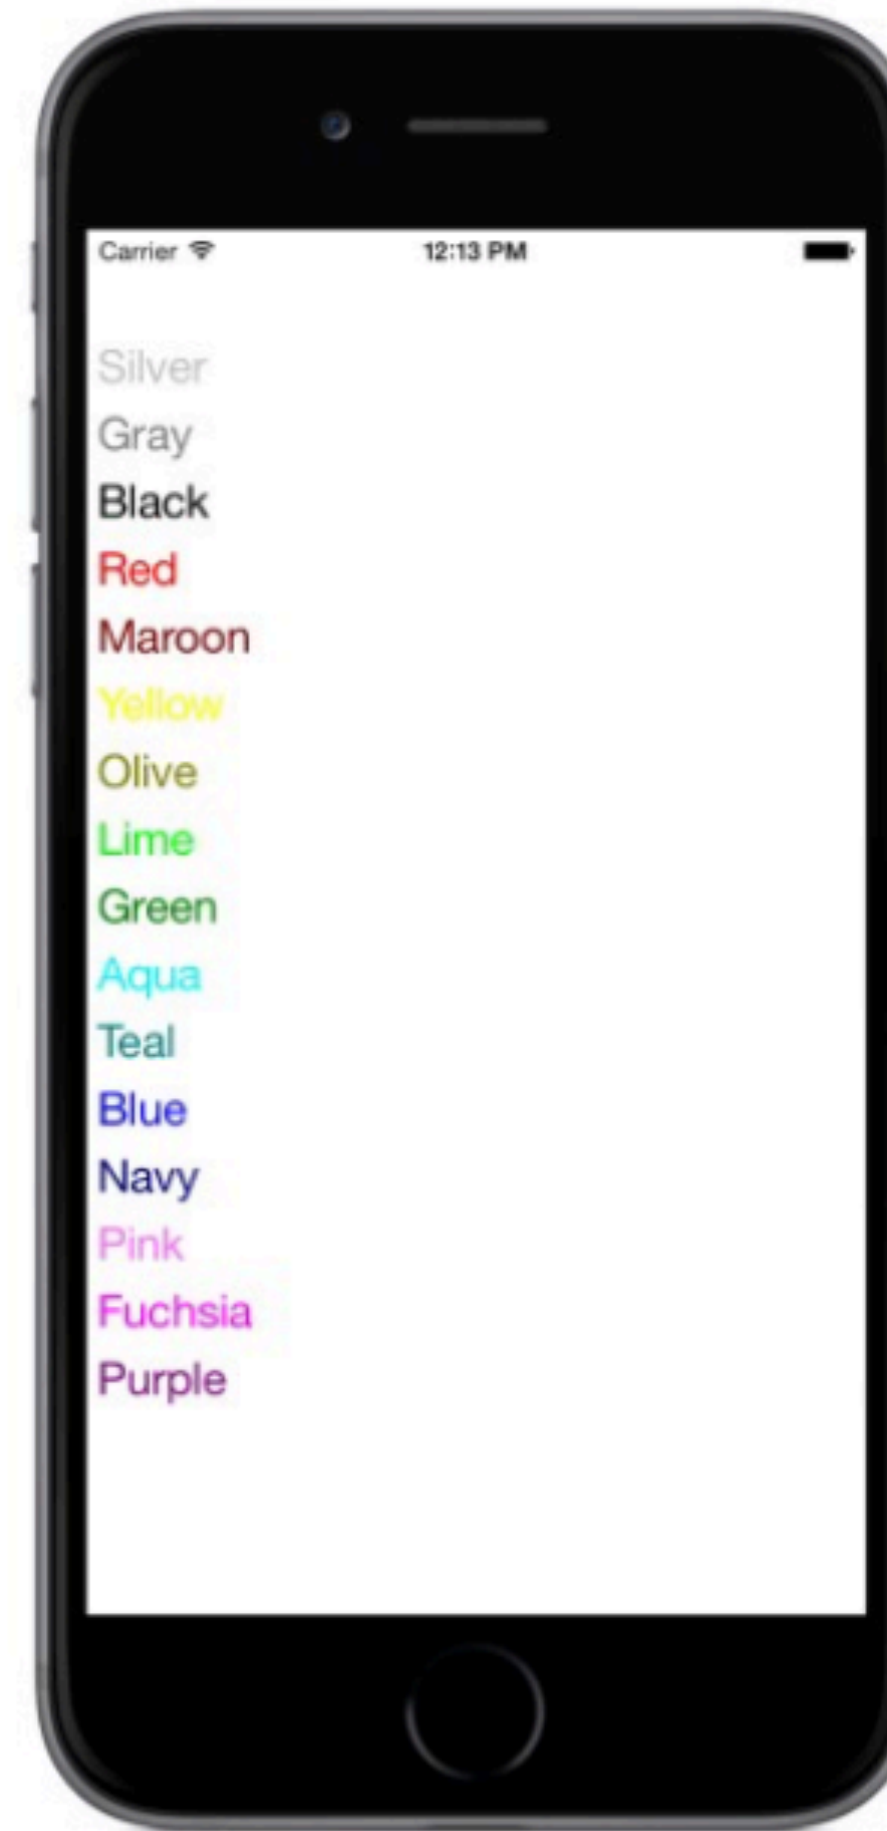 Carrier 12:13 PM
Silver
Gray
Black
Red
Maroon
Yellow
Olive
Lime
Green
Aqua
Teal
Blue
Navy
Pink
Fuchsia
Purple